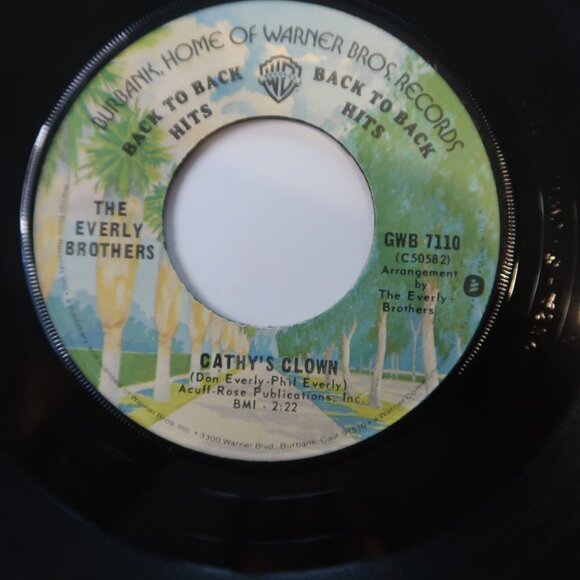 BURBANK, HOME OF WARNER BROS. RECORDS
BACK TO BACK
HITS
BACK TO BACK
HITS
THE
EVERLY
BROTHERS
GWB 7110
(C50582)
Arrangement
by
The Everly
Brothers
CATHY'S CLOWN
(Don Everly-Phil Everly)
Acuff-Rose Publications, Inc.
BMI - 2:22
3300 Warner Blvd., Burbank, Calif.